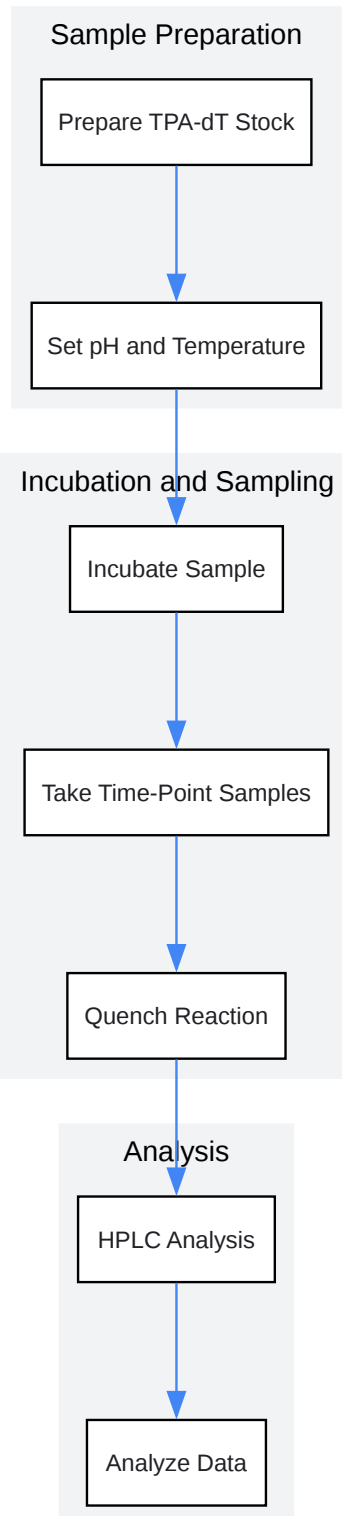 Sample Preparation
Prepare TPA-dT Stock
Set pH and Temperature
Incubation and Sampling
Incubate Sample
Take Time-Point Samples
Quench Reaction
Analysis
HPLC Analysis
Analyze Data